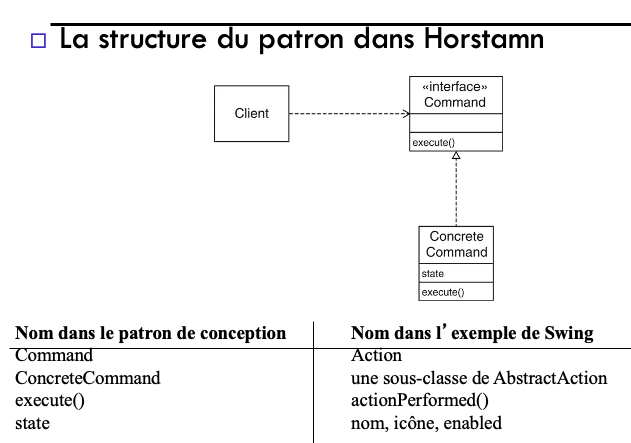 La structure du patron dans Horstamn
«interface»
Command
Client
execute()
Concrete
Command
state
execute()
Nom dans le patron de conception Nom dans l’exemple de Swing
Command Action
ConcreteCommand une sous-classe de AbstractAction
execute() actionPerformed()
state nom, icône, enabled